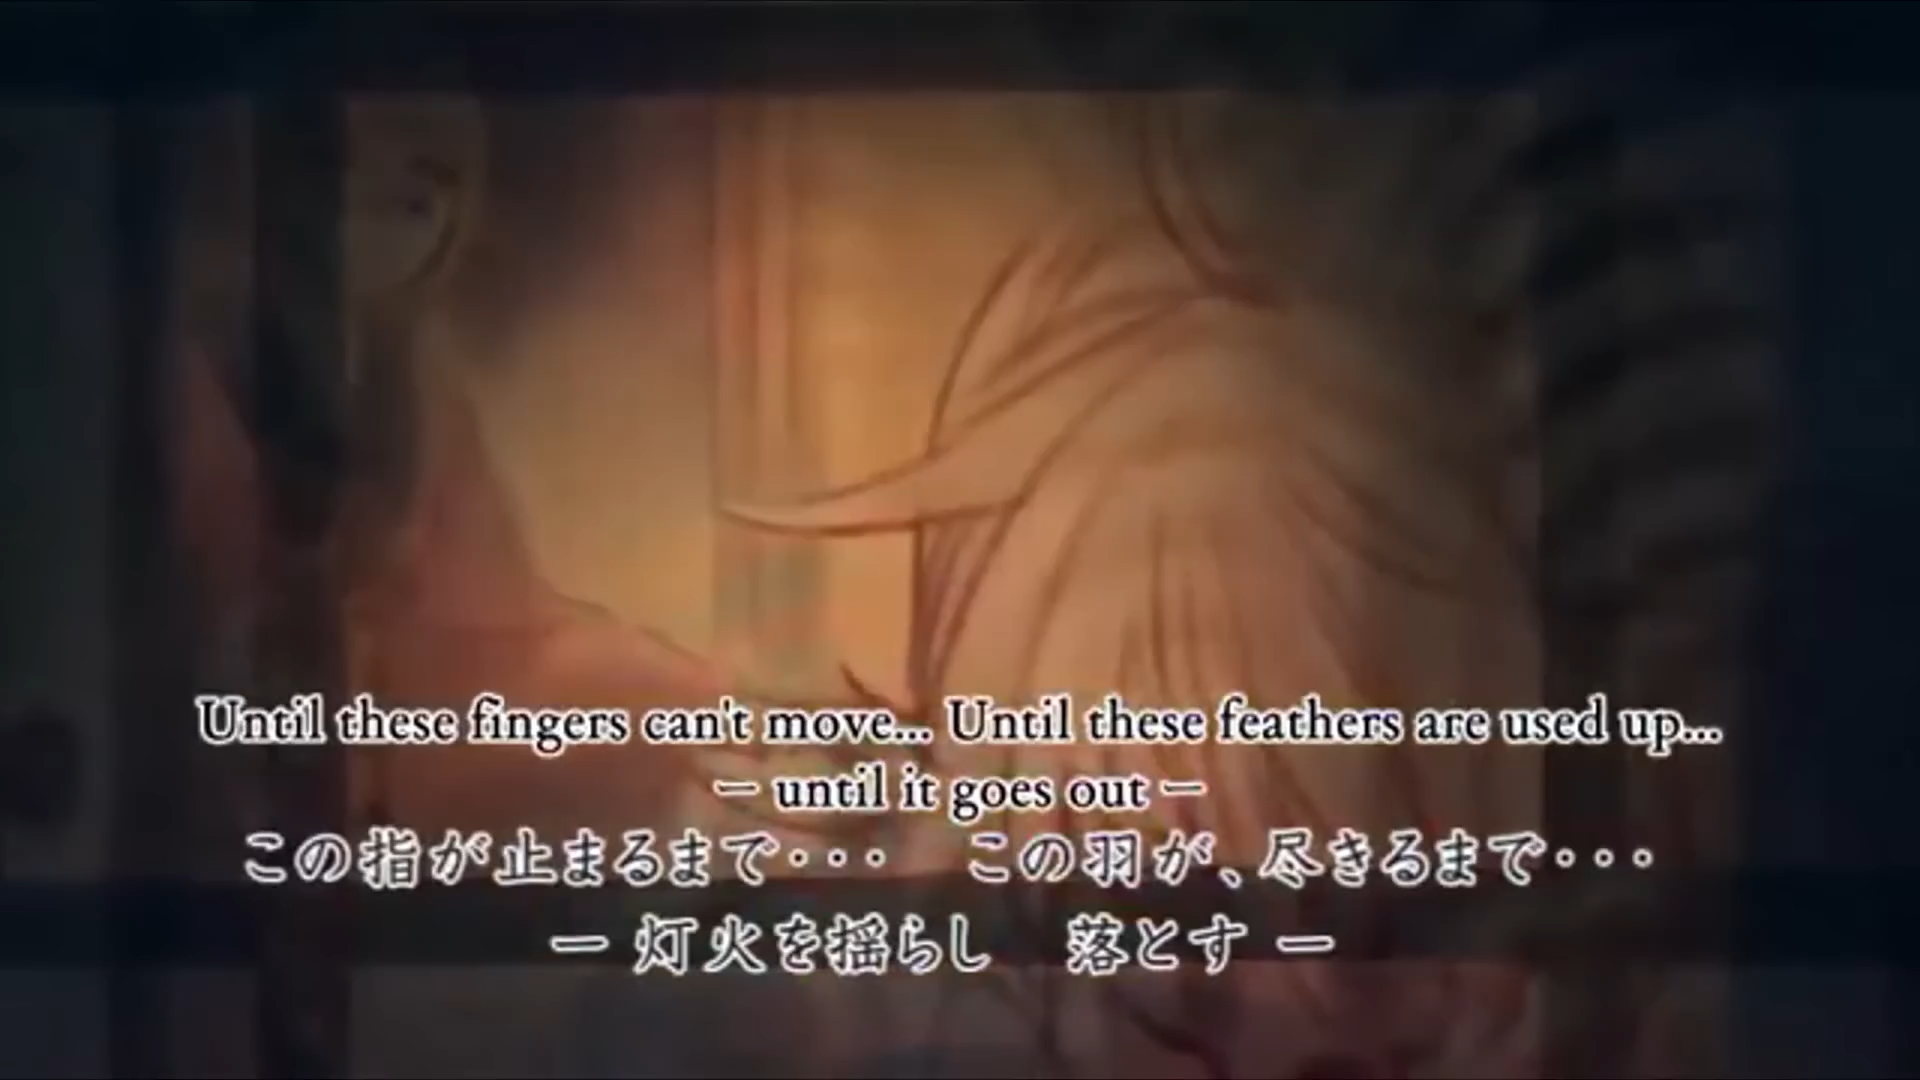 Until these fingers can't move... Until these feathers are used up...
— until it goes out —
この指が止まるまで・・・　この羽が、尽きるまで・・・
— 灯火を揺らし　落とす —